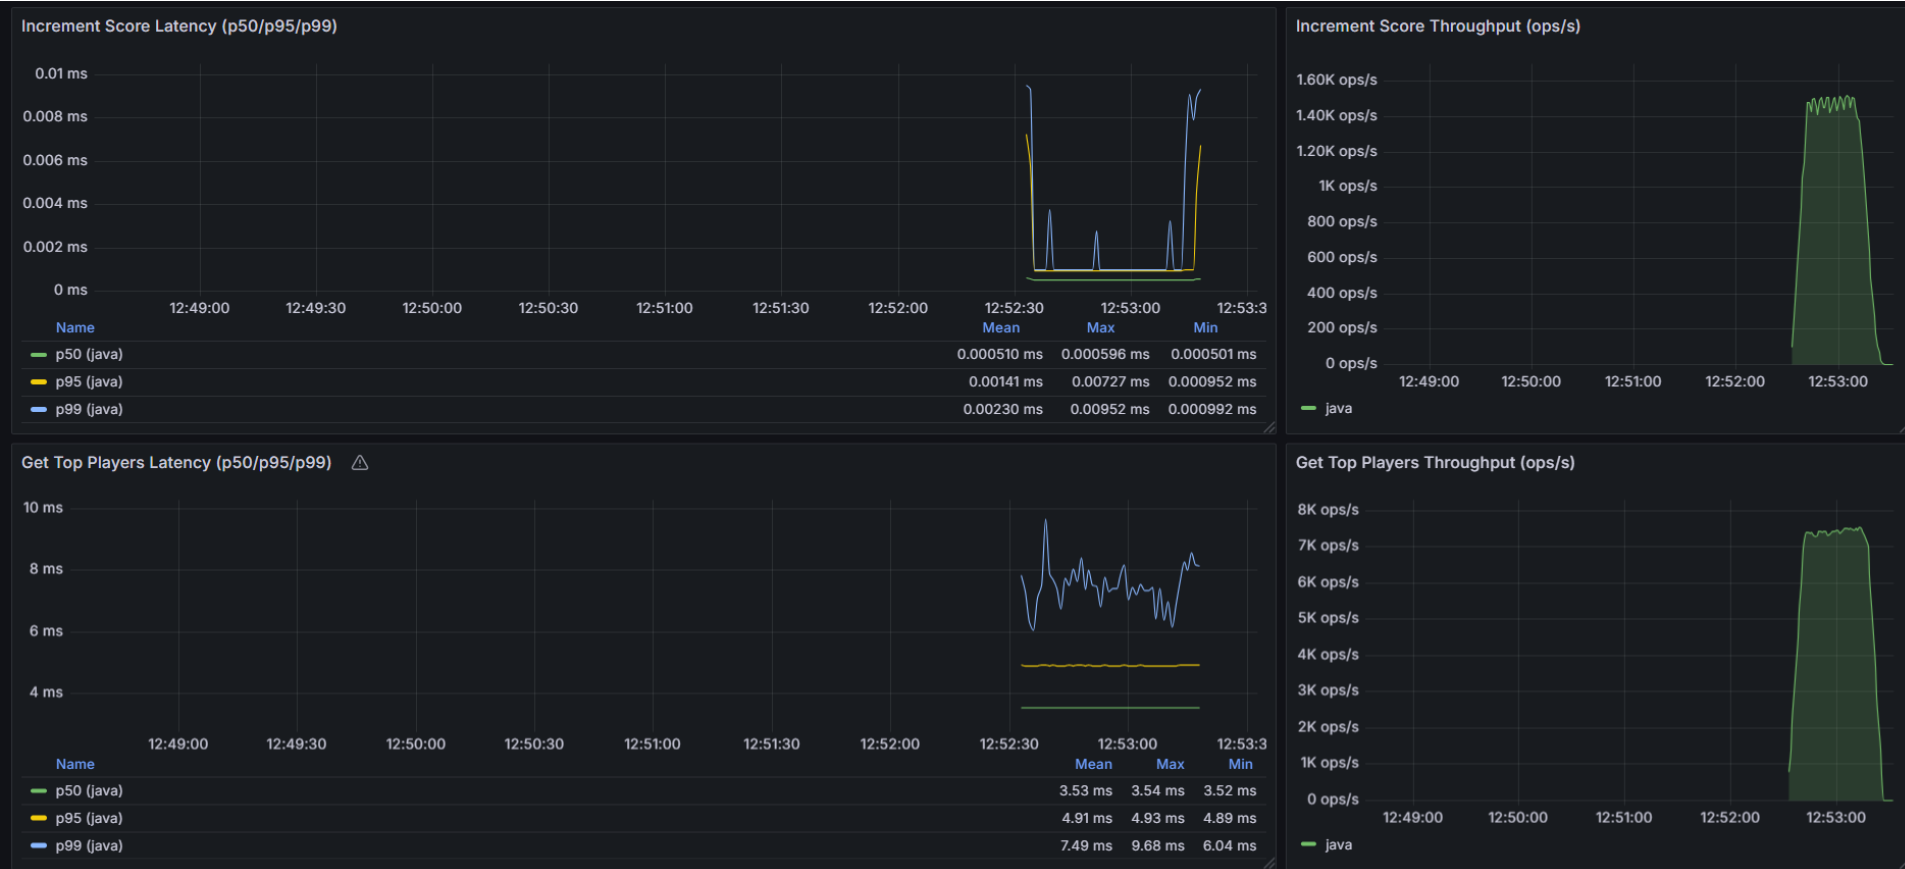 Increment Score Latency (p50/p95/p99)
0.01 ms
0.008 ms
0.006 ms
0.004 ms
0.002 ms
0 ms
12:49:00 12:49:30 12:50:00 12:50:30 12:51:00 12:51:30 12:52:00 12:52:30 12:53:00 12:53:3
Name Mean Max Min
p50 (java) 0.000510 ms 0.000596 ms 0.000501 ms
p95 (java) 0.00141 ms 0.00727 ms 0.000952 ms
p99 (java) 0.00230 ms 0.00952 ms 0.000992 ms
Increment Score Throughput (ops/s)
1.60K ops/s
1.40K ops/s
1.20K ops/s
1K ops/s
800 ops/s
600 ops/s
400 ops/s
200 ops/s
0 ops/s
12:49:00 12:50:00 12:51:00 12:52:00 12:53:00
java
Get Top Players Latency (p50/p95/p99)
10 ms
8 ms
6 ms
4 ms
12:49:00 12:49:30 12:50:00 12:50:30 12:51:00 12:51:30 12:52:00 12:52:30 12:53:00 12:53:3
Name Mean Max Min
p50 (java) 3.53 ms 3.54 ms 3.52 ms
p95 (java) 4.91 ms 4.93 ms 4.89 ms
p99 (java) 7.49 ms 9.68 ms 6.04 ms
Get Top Players Throughput (ops/s)
8K ops/s
7K ops/s
6K ops/s
5K ops/s
4K ops/s
3K ops/s
2K ops/s
1K ops/s
0 ops/s
12:49:00 12:50:00 12:51:00 12:52:00 12:53:00
java